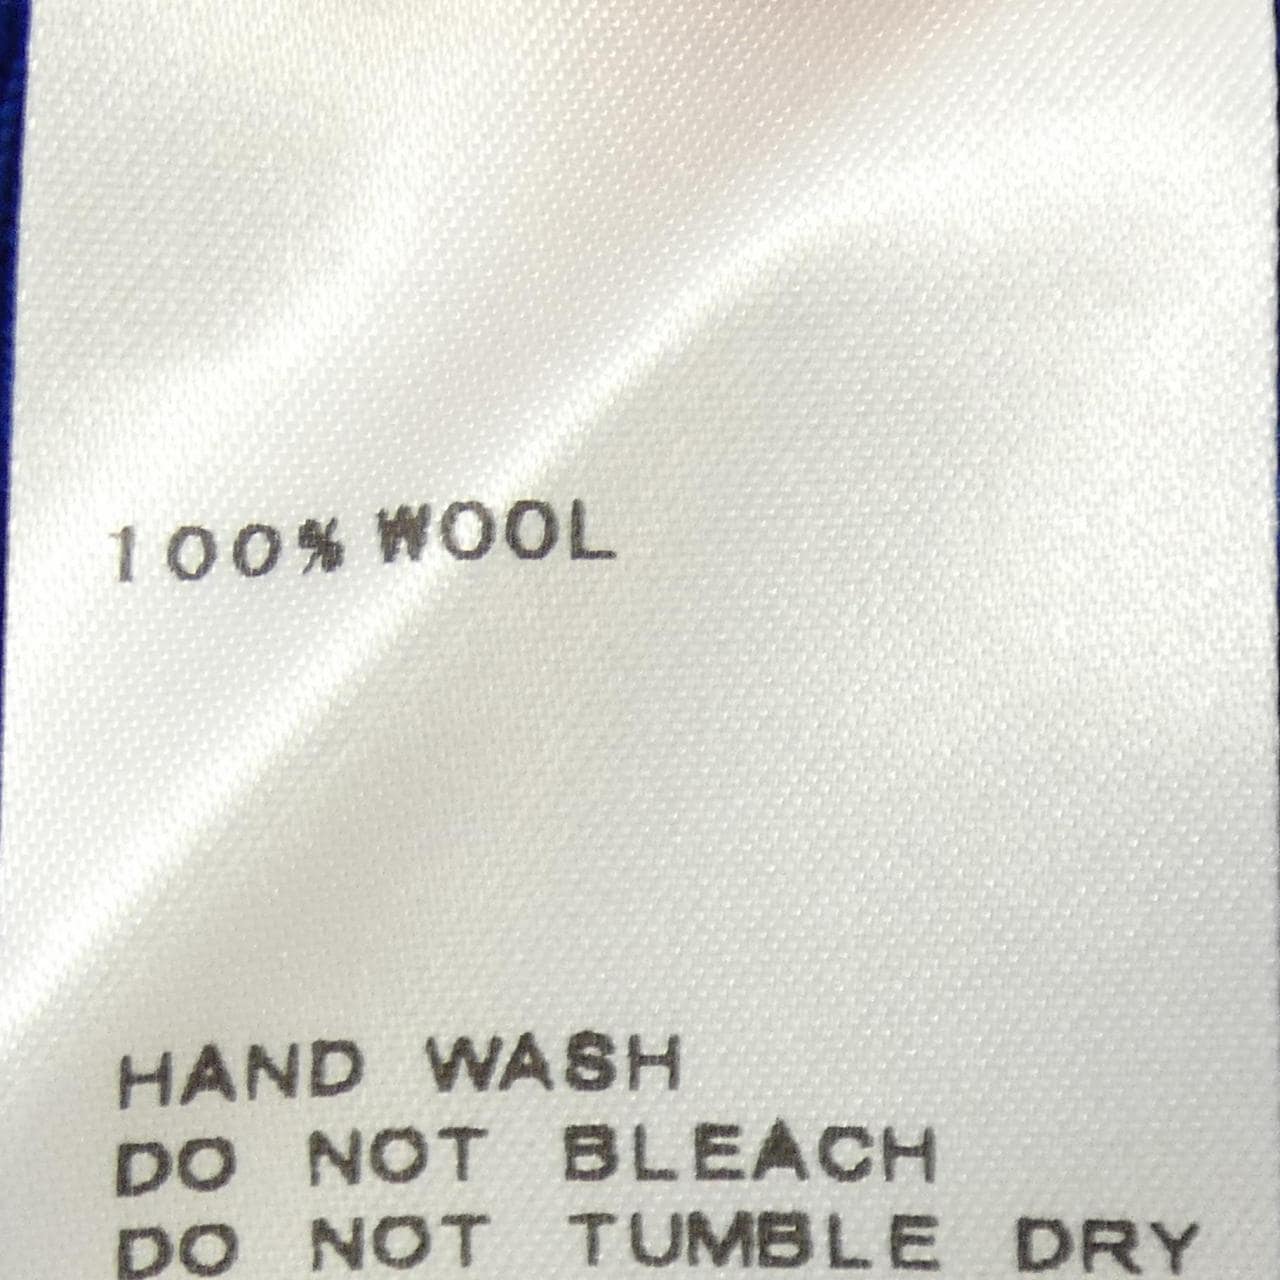 100% WOOL
HAND WASH
DO NOT BLEACH
DO NOT TUMBLE DRY